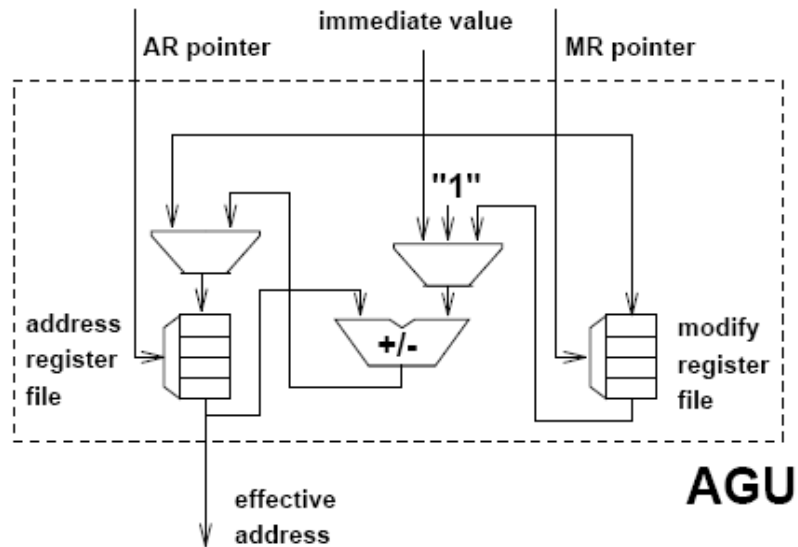 immediate value
AR pointer
MR pointer
"1"
address
register
file
+/-
modify
register
file
AGU
effective
address